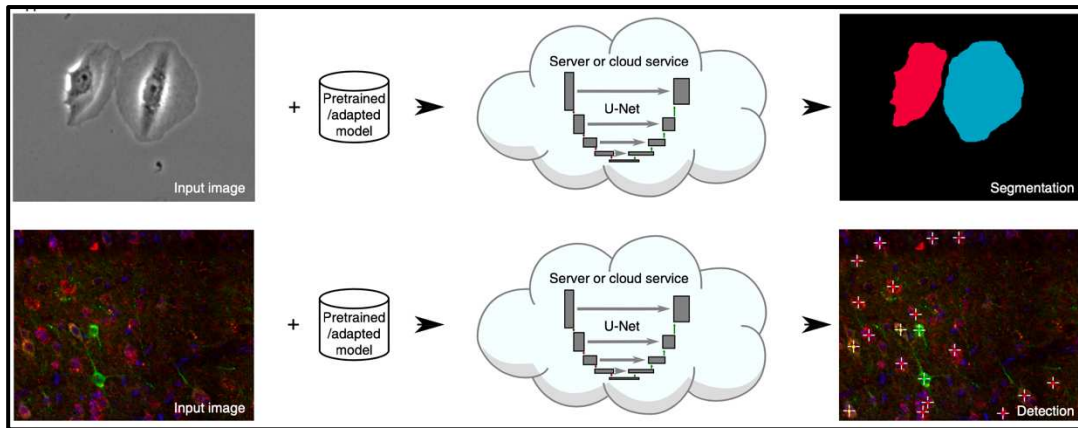 Input image
+
Pretrained
/adapted
model
Server or cloud service
U-Net
Segmentation
Input image
+
Pretrained
/adapted
model
Server or cloud service
U-Net
Detection